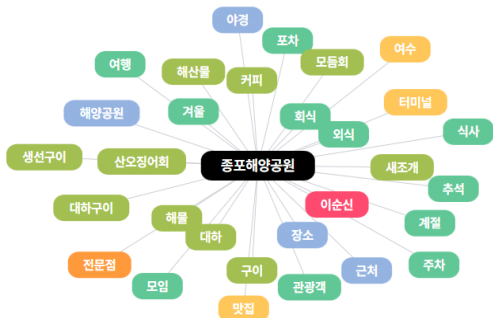 야경
포차
여수
모듬회
여행
해산물
커피
터미널
해양공원
겨울
회식
외식
식사
생선구이
산오징어회
종포해양공원
새조개
추석
이순신
대하구이
해물
계절
대하
장소
전문점
구이
근처
주차
모임
관광객
맛집